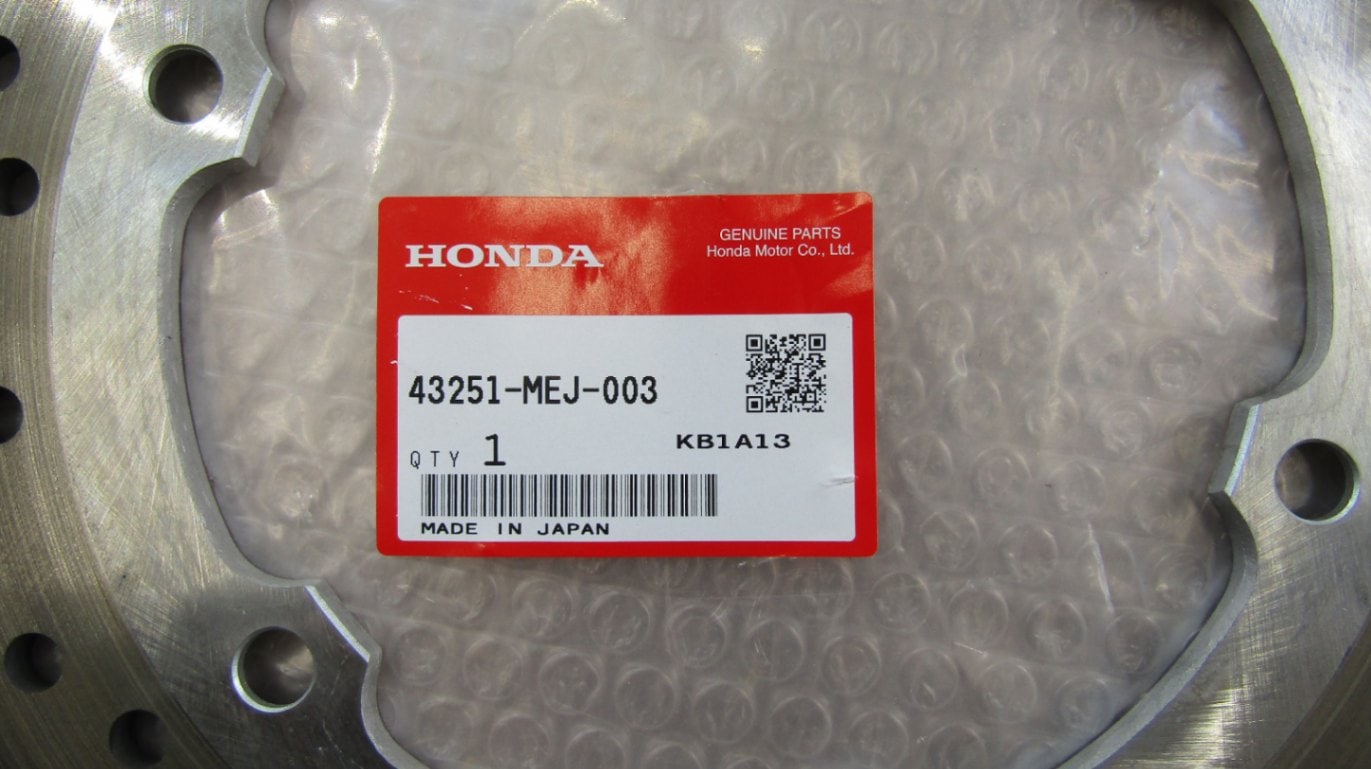 HONDA
GENUINE PARTS
Honda Motor Co., Ltd.
43251-MEJ-003
KB1A13
QTY 1
MADE IN JAPAN